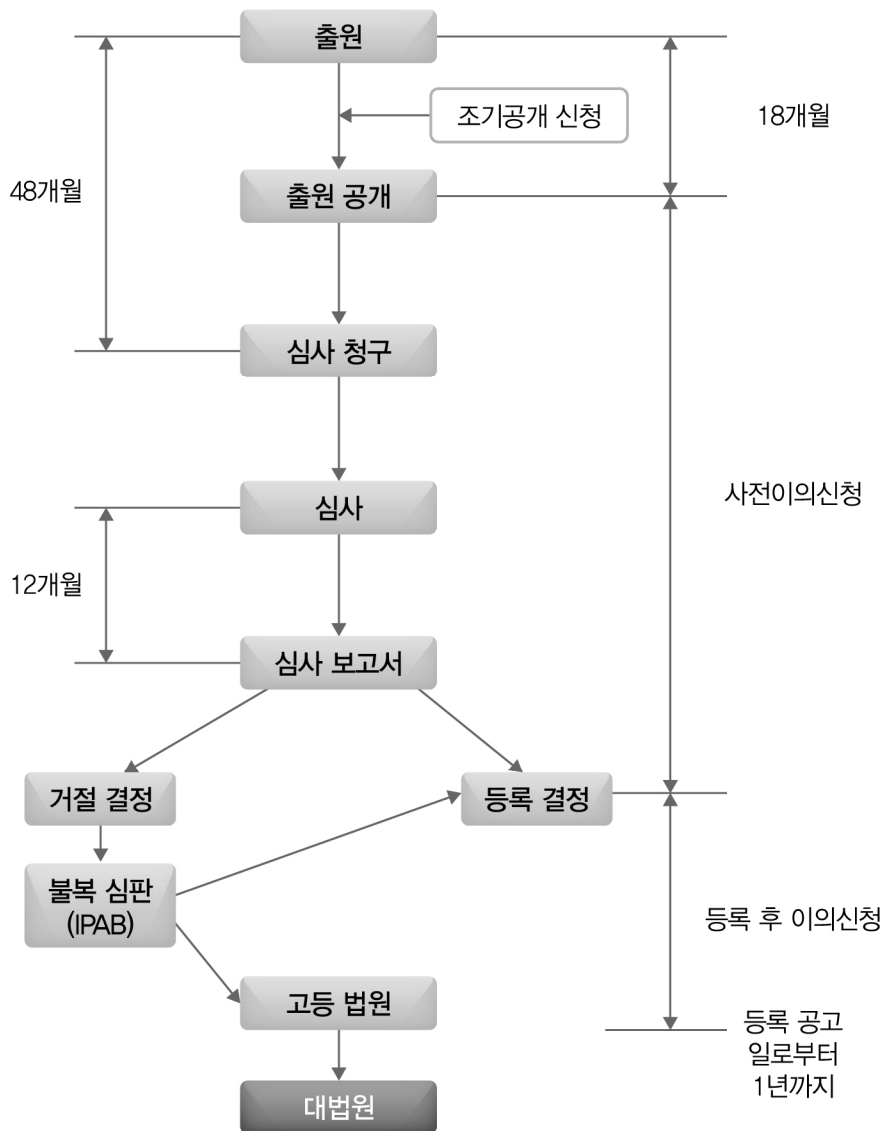 출원
조기공개 신청
18개월
48개월
출원 공개
심사 청구
심사
사전이의신청
12개월
심사 보고서
거절 결정
등록 결정
불복 심판
(IPAB)
등록 후 이의신청
고등 법원
등록 공고
일로부터
1년까지
대법원